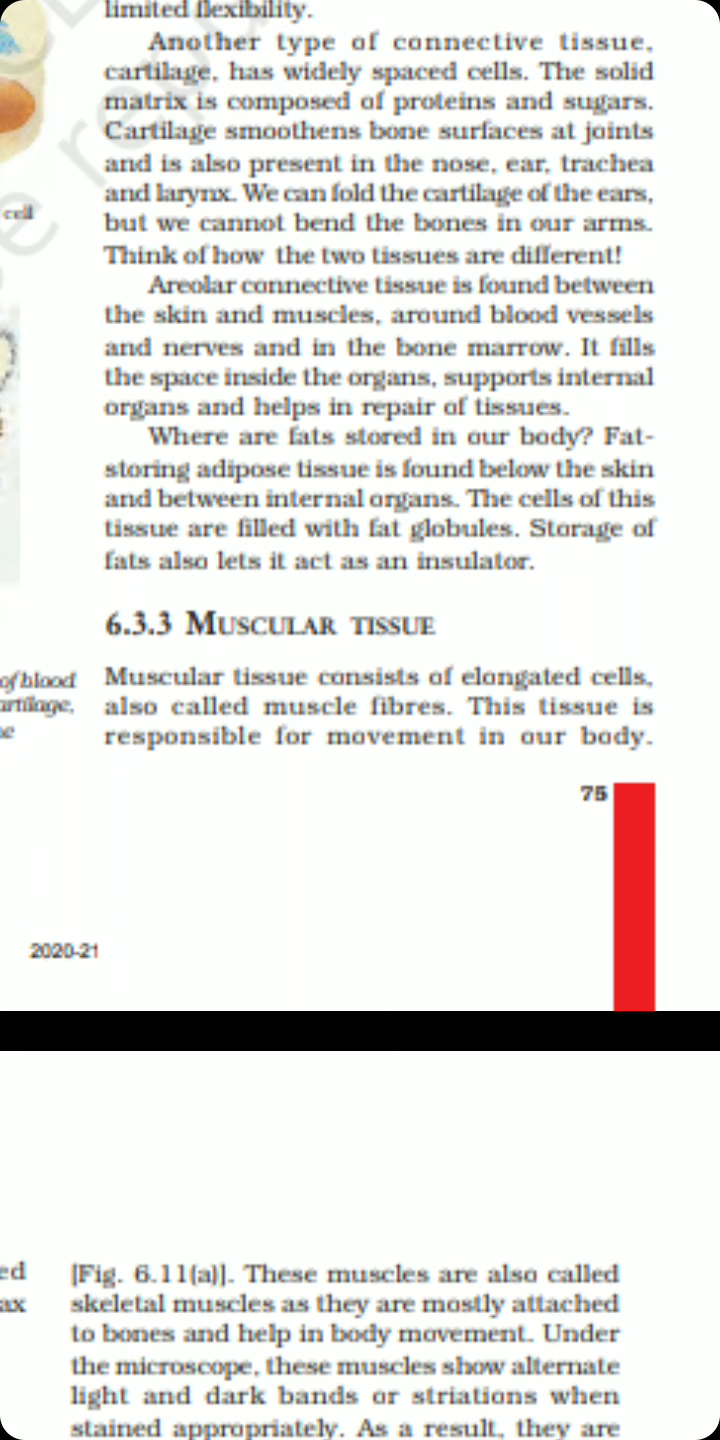 limited flexibility.
Another type of connective tissue,
cartilage, has widely spaced cells. The solid
matrix is composed of proteins and sugars.
Cartilage smoothens bone surfaces at joints
and is also present in the nose, ear, trachea
and larynx. We can fold the cartilage of the ears,
but we cannot bend the bones in our arms.
Think of how the two tissues are different!
Areolar connective tissue is found between
the skin and muscles, around blood vessels
and nerves and in the bone marrow. It fills
the space inside the organs, supports internal
organs and helps in repair of tissues.
Where are fats stored in our body? Fat-
storing adipose tissue is found below the skin
and between internal organs. The cells of this
tissue are filled with fat globules. Storage of
fats also lets it act as an insulator.
6.3.3 MUSCULAR TISSUE
Muscular tissue consists of elongated cells,
also called muscle fibres. This tissue is
responsible for movement in our body.
cell
of blood
artilage,
75
2020-21
ed
ax
[Fig. 6.11(a)]. These muscles are also called
skeletal muscles as they are mostly attached
to bones and help in body movement. Under
the microscope, these muscles show alternate
light and dark bands or striations when
stained appropriately. As a result, they are